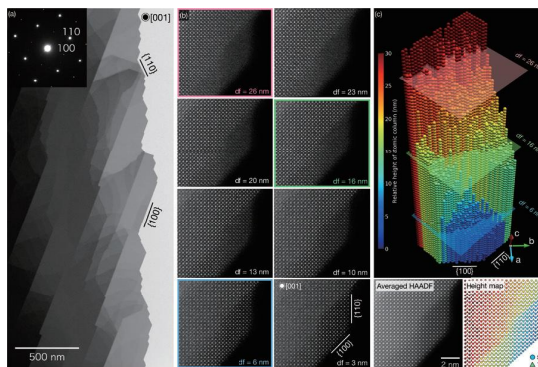 (a)
110
100
[001]
{110}
{100}
500 nm
(b)
df = 26 nm
df = 23 nm
df = 20 nm
df = 16 nm
df = 13 nm
df = 10 nm
df = 6 nm
[001]
{110}
{100}
df = 3 nm
(c)
30
25
20
15
10
5
0
Relative height of atomic column (nm)
df = 26 nm
df = 16 nm
df = 6 nm
c
b
a
{110}
{100}
Averaged HAADF
2 nm
Height map